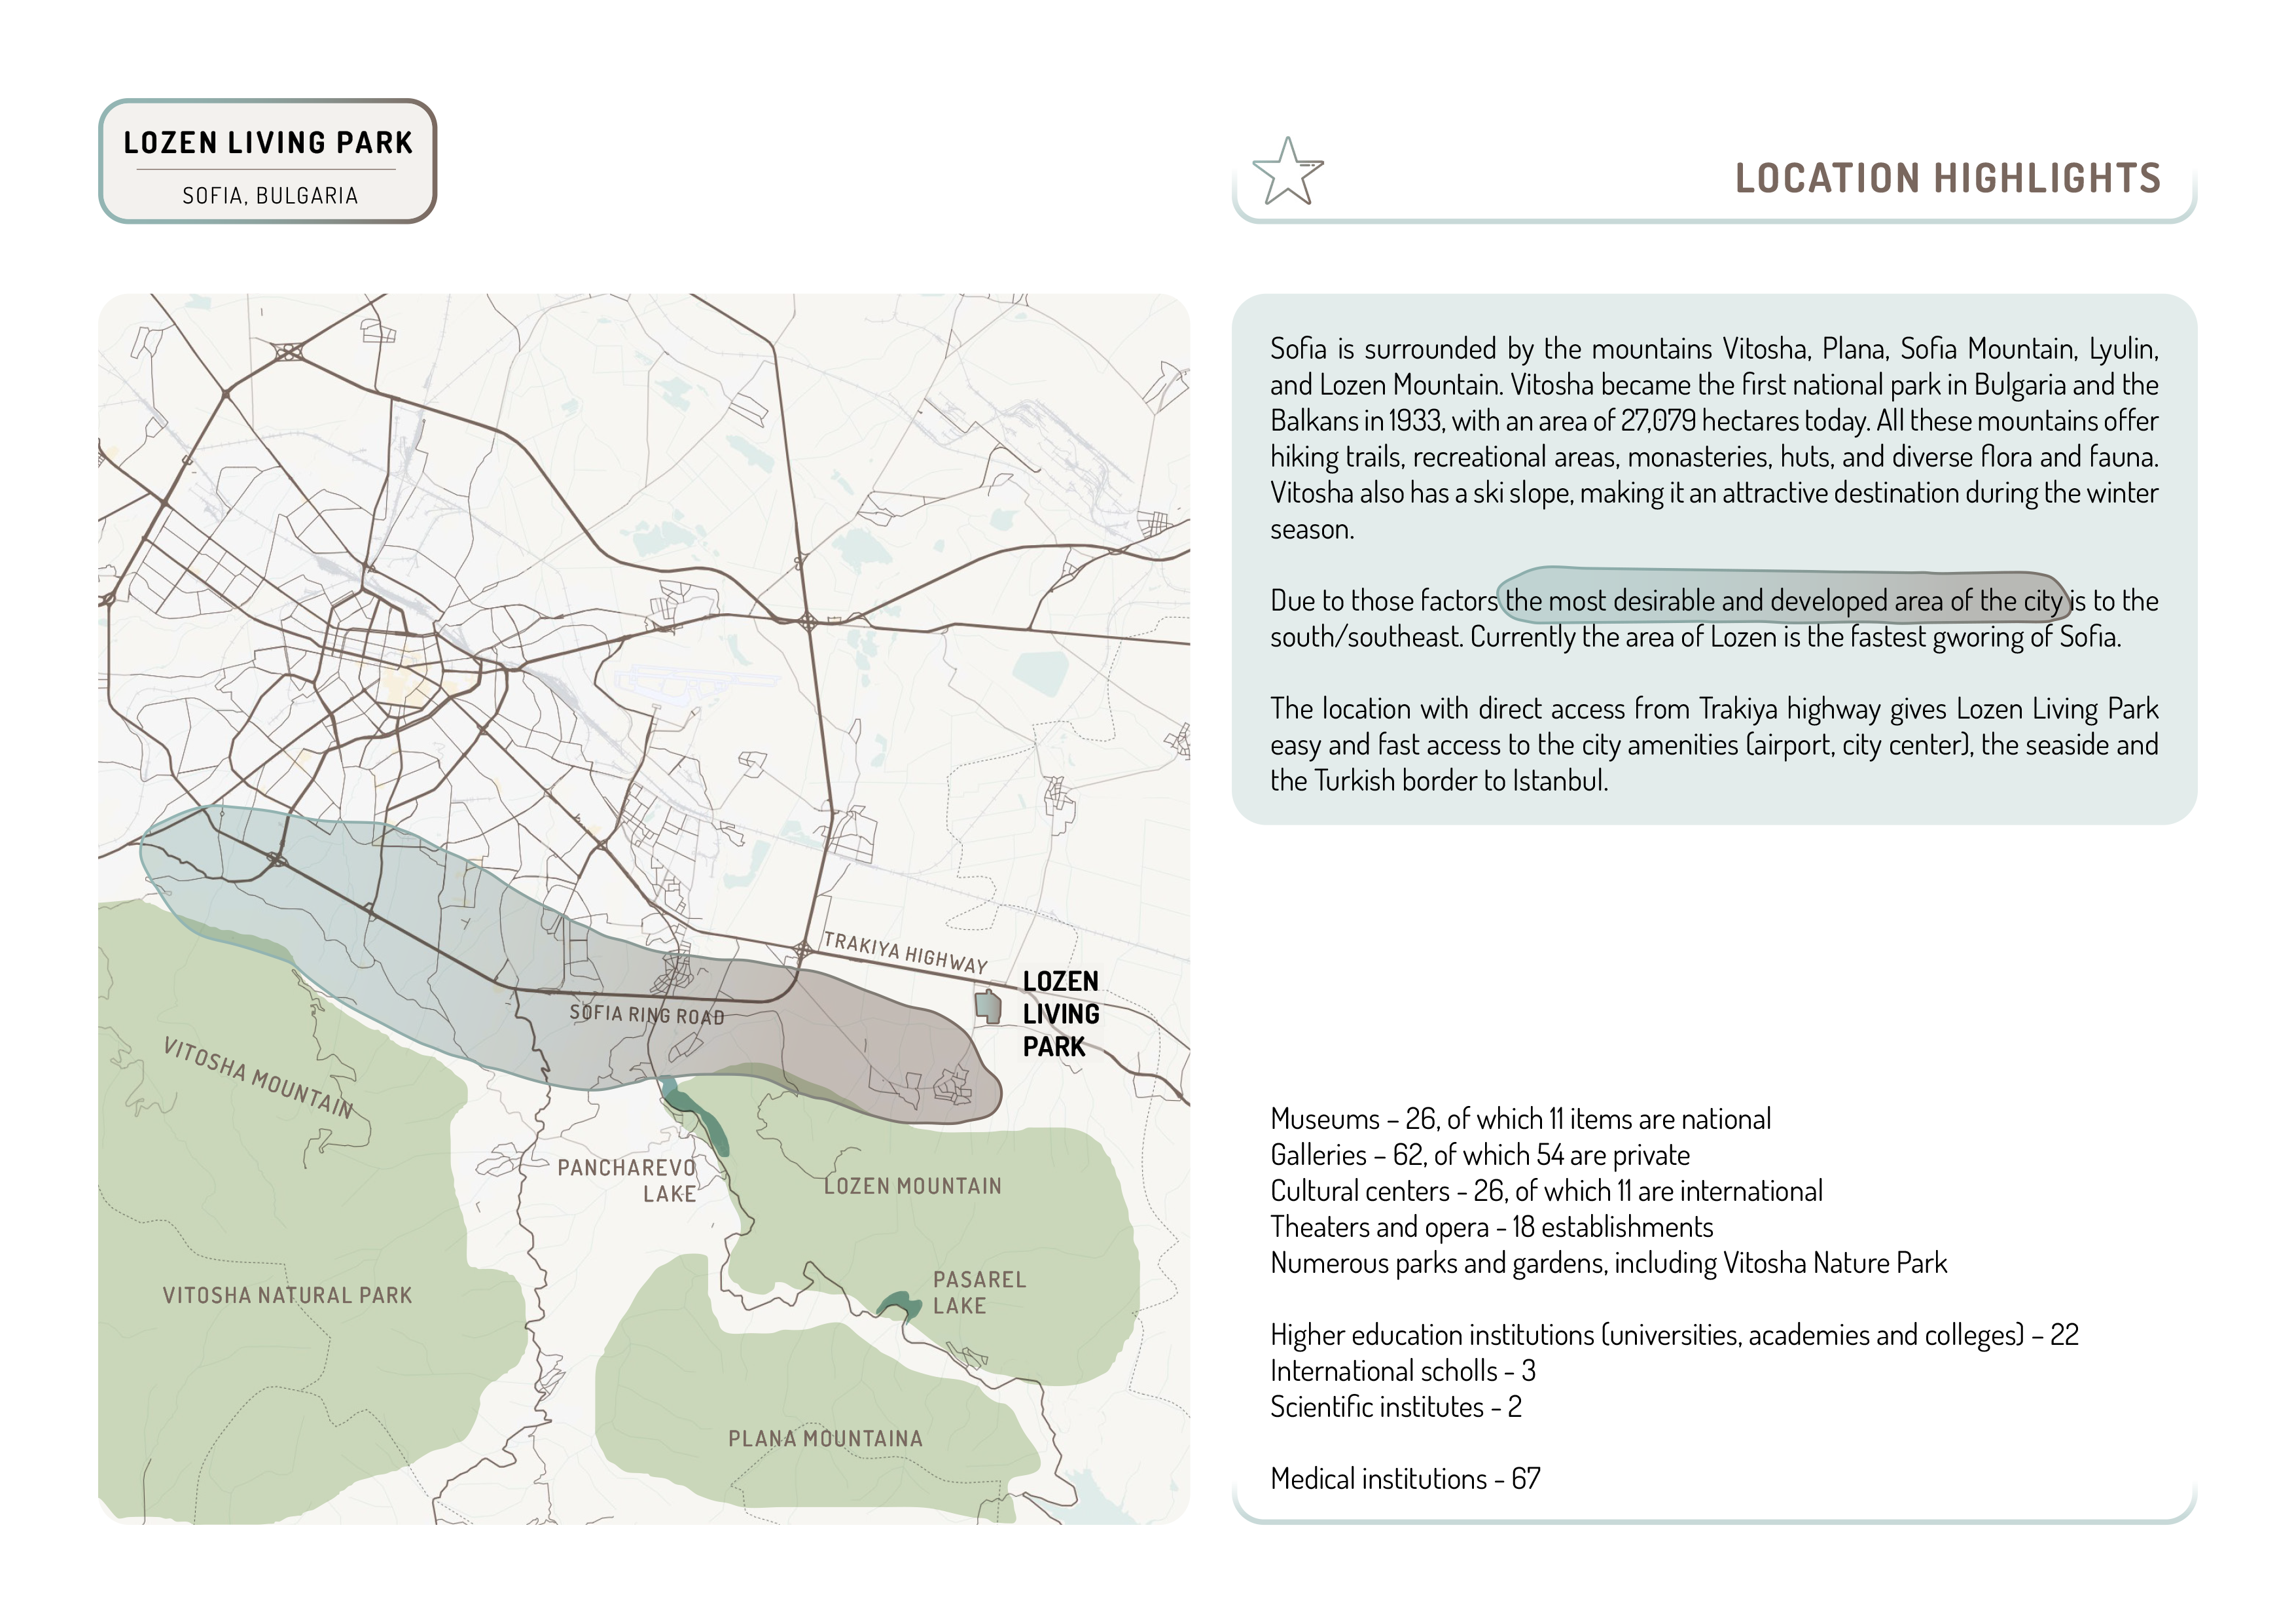 LOZEN LIVING PARK
SOFIA, BULGARIA
LOCATION HIGHLIGHTS
TRAKIYA HIGHWAY
LOZEN
LIVING
PARK
SOFIA RING ROAD
VITOSHA MOUNTAIN
PANCHAREVO
LAKE
LOZEN MOUNTAIN
VITOSHA NATURAL PARK
PASAREL
LAKE
PLANA MOUNTAINA
Sofia is surrounded by the mountains Vitosha, Plana, Sofia Mountain, Lyulin,
and Lozen Mountain. Vitosha became the first national park in Bulgaria and the
Balkans in 1933, with an area of 27,079 hectares today. All these mountains offer
hiking trails, recreational areas, monasteries, huts, and diverse flora and fauna.
Vitosha also has a ski slope, making it an attractive destination during the winter
season.
Due to those factors the most desirable and developed area of the city is to the
south/southeast. Currently the area of Lozen is the fastest gworing of Sofia.
The location with direct access from Trakiya highway gives Lozen Living Park
easy and fast access to the city amenities (airport, city center), the seaside and
the Turkish border to Istanbul.
Museums – 26, of which 11 items are national
Galleries – 62, of which 54 are private
Cultural centers - 26, of which 11 are international
Theaters and opera - 18 establishments
Numerous parks and gardens, including Vitosha Nature Park
Higher education institutions (universities, academies and colleges) – 22
International scholls - 3
Scientific institutes - 2
Medical institutions - 67